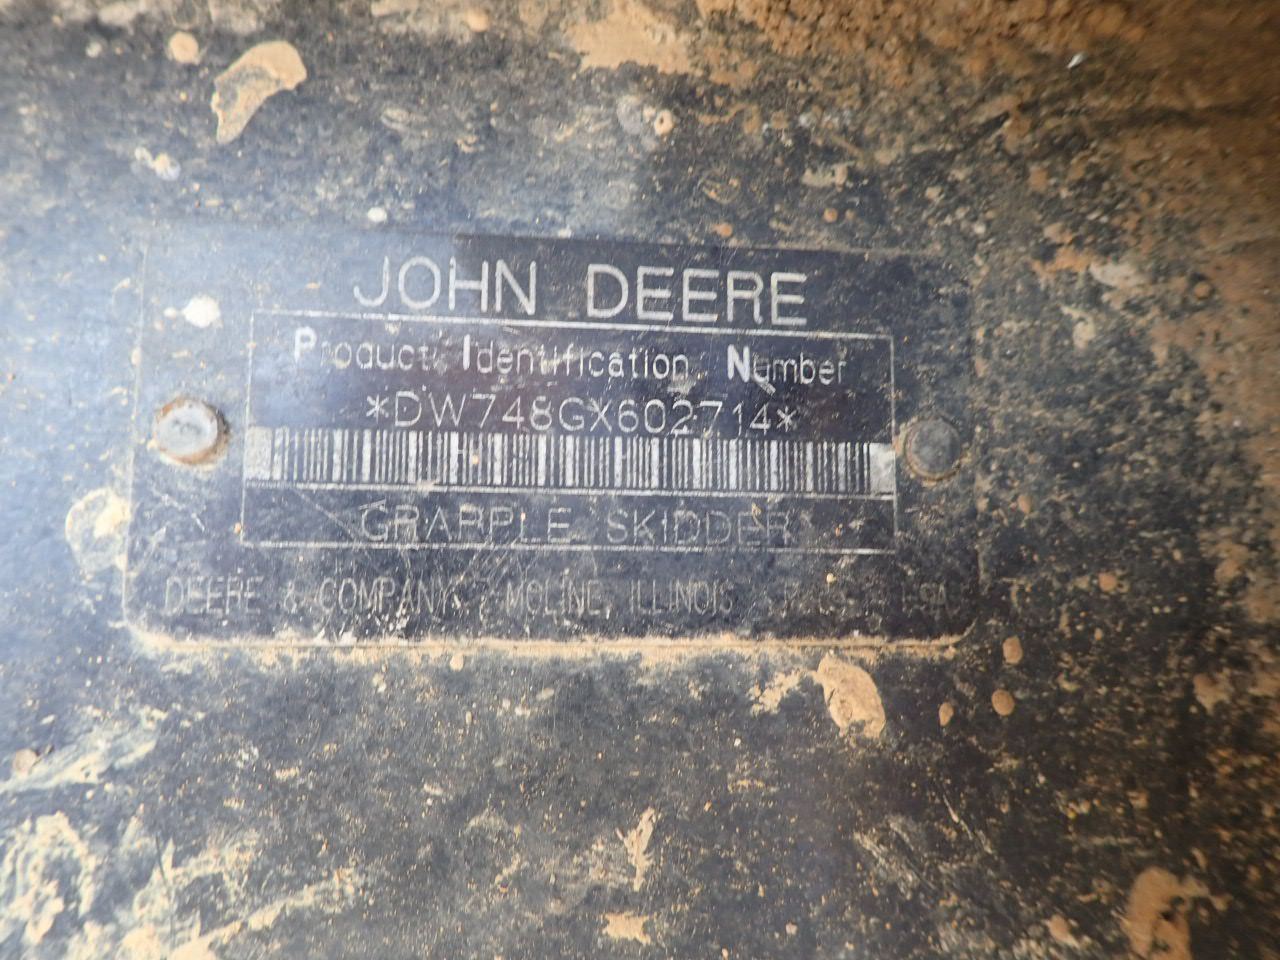 JOHN DEERE
Product Identification Number
*DW748GX602714*
GRAPPLE SKIDDER
DEERE & COMPANY MOLINE, ILLINOIS